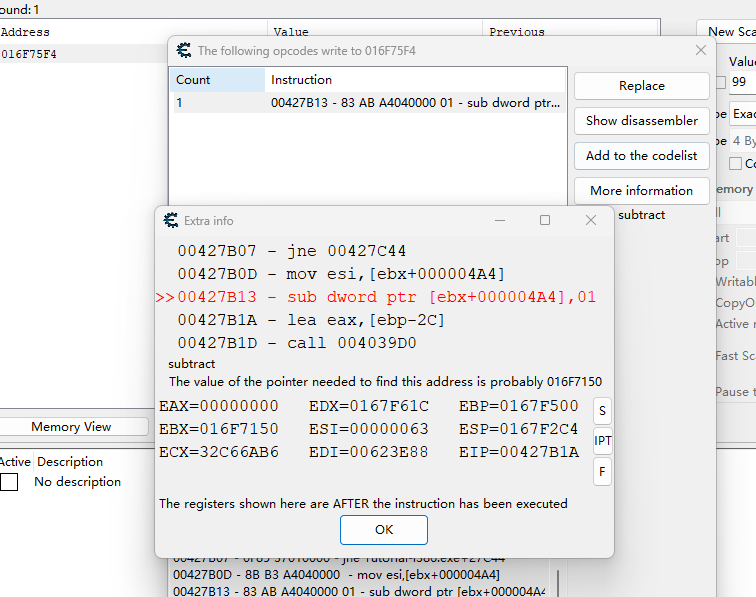 ound: 1
Address Value Previous
016F75F4
New Sca
Value
99
pe Exac
pe 4 By
Co
emory
ll
art
op
Writabl
CopyO
Active m
Fast Sca
Pause t
The following opcodes write to 016F75F4
Count Instruction
1 00427B13 - 83 AB A4040000 01 - sub dword ptr...
Replace
Show disassembler
Add to the codelist
More information
subtract
Extra info
00427B07 - jne 00427C44
00427B0D - mov esi,[ebx+000004A4]
>>00427B13 - sub dword ptr [ebx+000004A4],01
00427B1A - lea eax,[ebp-2C]
00427B1D - call 004039D0
subtract
The value of the pointer needed to find this address is probably 016F7150
EAX=00000000 EDX=0167F61C EBP=0167F500
EBX=016F7150 ESI=00000063 ESP=0167F2C4
ECX=32C66AB6 EDI=00623E88 EIP=00427B1A
S
IPT
F
The registers shown here are AFTER the instruction has been executed
OK
Memory View
Active Description
No description
00427B07 - 0F85 37010000 - jne Tutorial-i386.exe+27C44
00427B0D - 8B B3 A4040000 - mov esi,[ebx+000004A4]
00427B13 - 83 AB A4040000 01 - sub dword ptr [ebx+000004A4